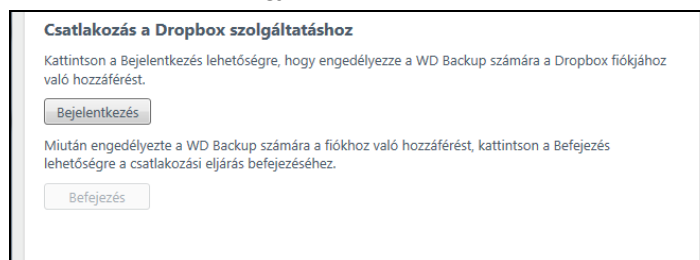 Csatlakozás a Dropbox szolgáltatáshoz
Kattintson a Bejelentkezés lehetőségre, hogy engedélyezze a WD Backup számára a Dropbox fiókjához
való hozzáférést.
Bejelentkezés
Miután engedélyezte a WD Backup számára a fiókhoz való hozzáférést, kattintson a Befejezés
lehetőségre a csatlakozási eljárás befejezéséhez.
Befejezés